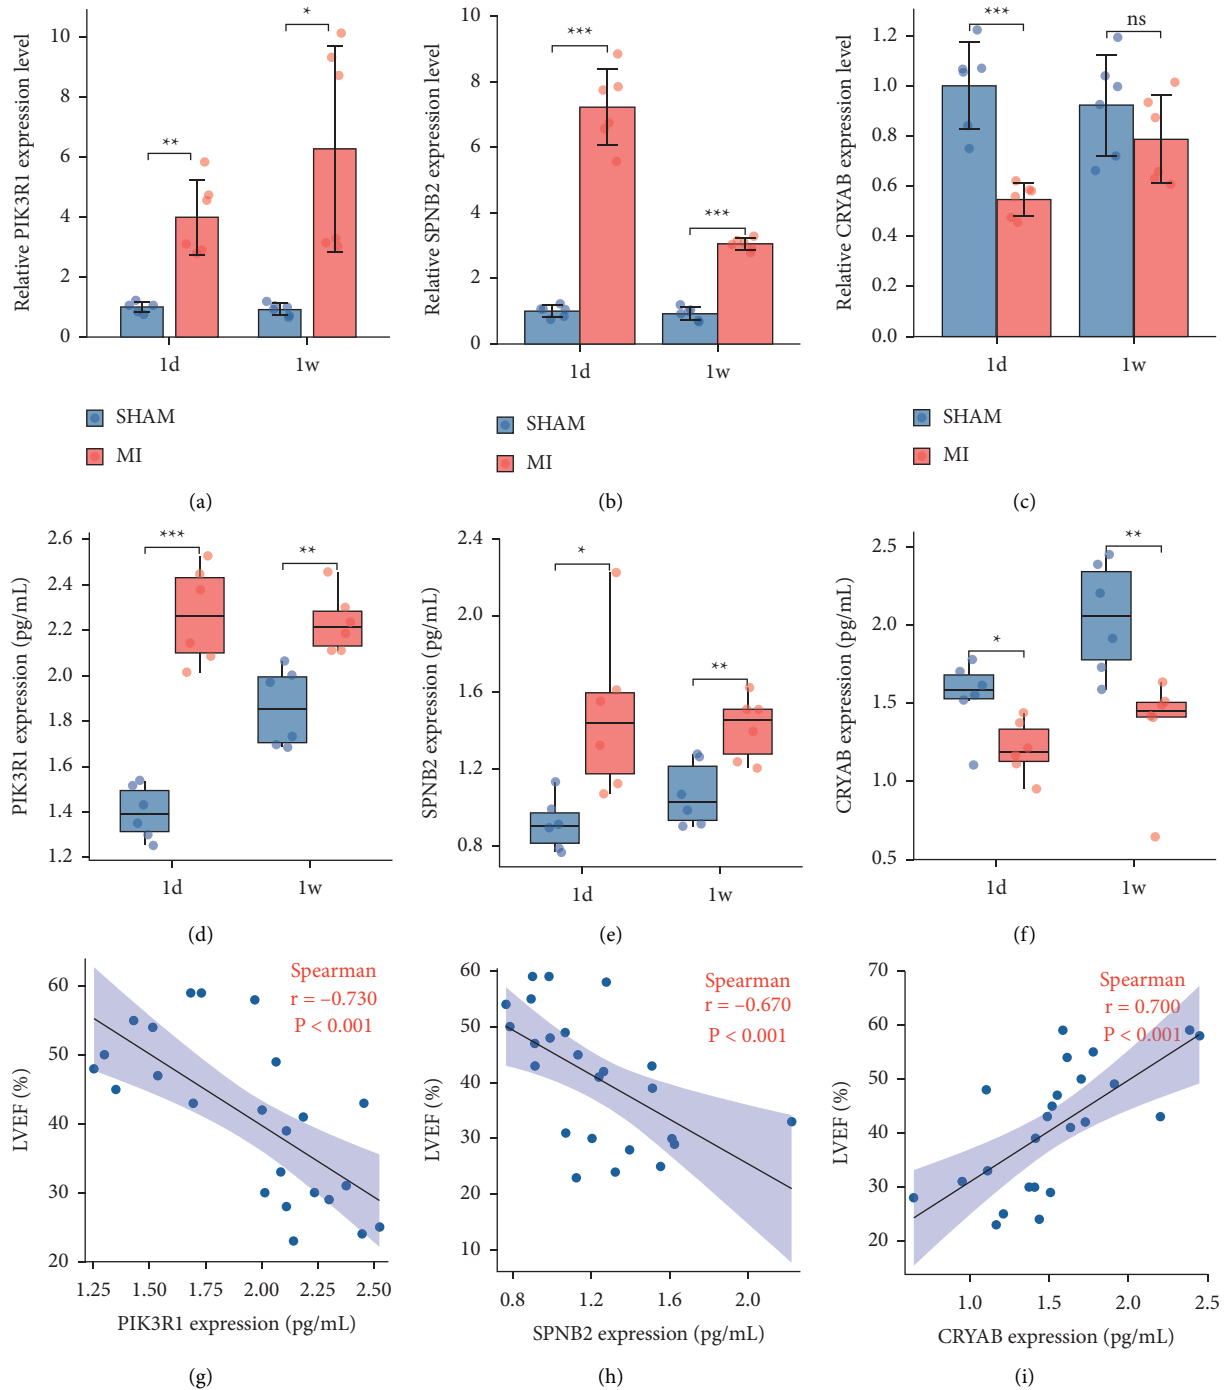 Relative PIK3R1 expression level
10
8
6
4
2
0
**
*
1d
1w
SHAM
MI
(a)
Relative SPNB2 expression level
10
8
6
4
2
0
***
***
1d
1w
SHAM
MI
(b)
Relative CRYAB expression level
1.2
1.0
0.8
0.6
0.4
0.2
0.0
***
ns
1d
1w
SHAM
MI
(c)
PIK3R1 expression (pg/mL)
2.6
2.4
2.2
2.0
1.8
1.6
1.4
1.2
***
**
1d
1w
(d)
SPNB2 expression (pg/mL)
2.4
2.0
1.6
1.2
0.8
*
**
1d
1w
(e)
CRYAB expression (pg/mL)
2.5
2.0
1.5
1.0
0.5
*
**
1d
1w
(f)
LVEF (%)
60
50
40
30
20
Spearman
r = –0.730
P < 0.001
1.25 1.50 1.75 2.00 2.25 2.50
PIK3R1 expression (pg/mL)
(g)
LVEF (%)
60
50
40
30
20
10
Spearman
r = –0.670
P < 0.001
0.8 1.2 1.6 2.0
SPNB2 expression (pg/mL)
(h)
LVEF (%)
70
60
50
40
30
20
Spearman
r = 0.700
P < 0.001
1.0 1.5 2.0 2.5
CRYAB expression (pg/mL)
(i)